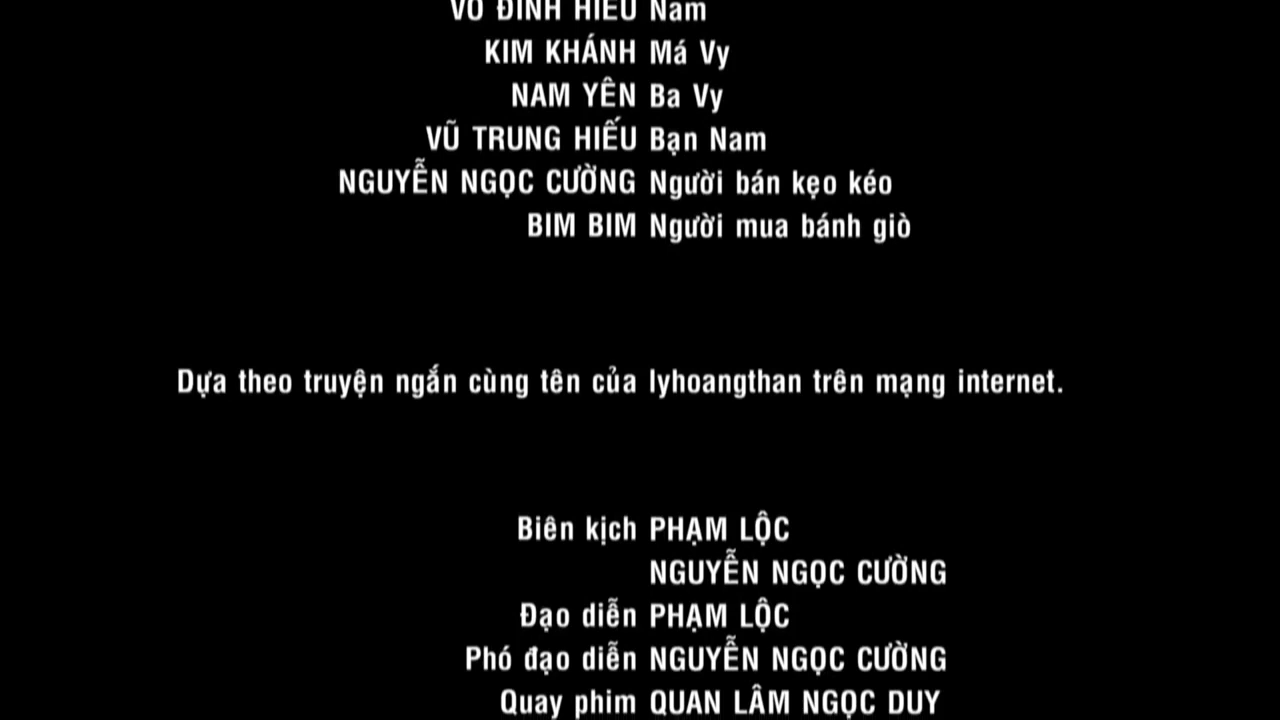 VÕ ĐÌNH HIẾU Nam
KIM KHÁNH Má Vy
NAM YÊN Ba Vy
VŨ TRUNG HIẾU Bạn Nam
NGUYỄN NGỌC CƯỜNG Người bán kẹo kéo
BIM BIM Người mua bánh giò
Dựa theo truyện ngắn cùng tên của lyhoangthan trên mạng internet.
Biên kịch PHẠM LỘC
NGUYỄN NGỌC CƯỜNG
Đạo diễn PHẠM LỘC
Phó đạo diễn NGUYỄN NGỌC CƯỜNG
Quay phim QUAN LÂM NGỌC DUY